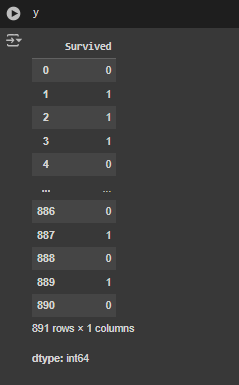 y
Survived
0 0
1 1
2 1
3 1
4 0
... ...
886 0
887 1
888 0
889 1
890 0
891 rows × 1 columns
dtype: int64